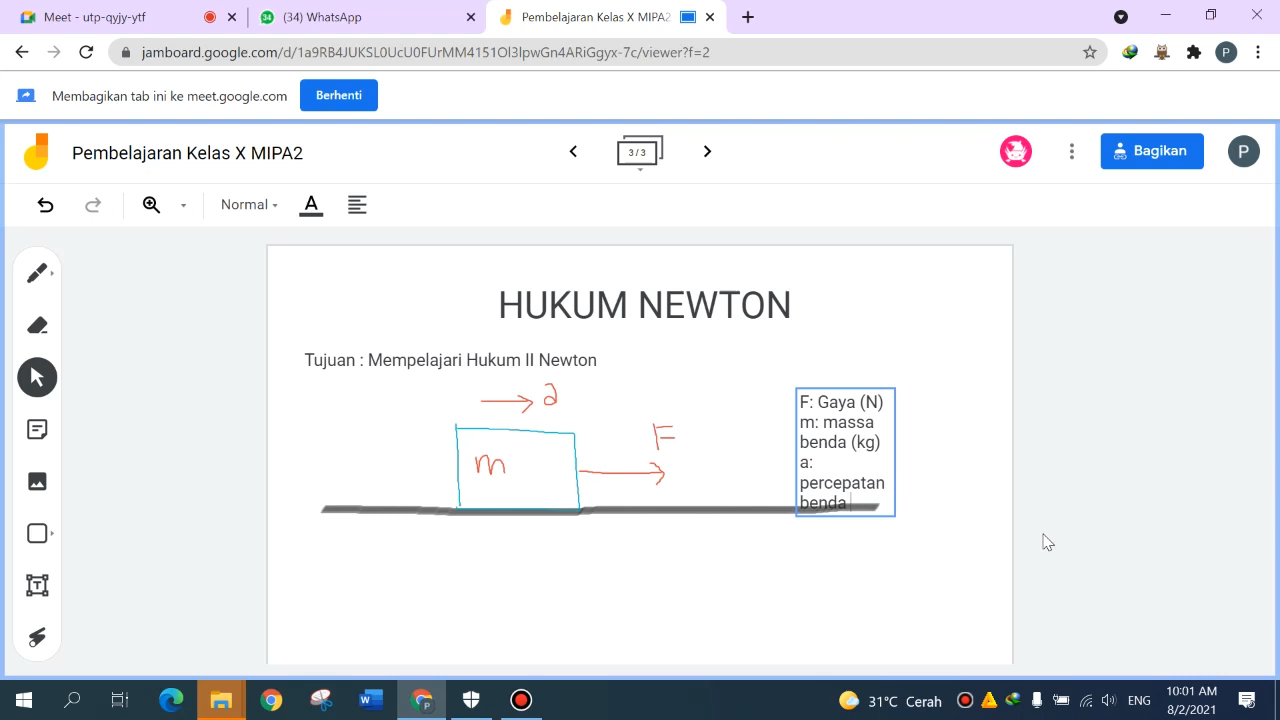 Meet - utp-qyjy-ytf
34
(34) WhatsApp
Pembelajaran Kelas X MIPA2
jamboard.google.com/d/1a9RB4JUKSL0UcU0FUrMM4151Ol3IpwGn4ARiGgyx-7c/viewer?f=2
P
Membagikan tab ini ke meet.google.com
Berhenti
Pembelajaran Kelas X MIPA2
3 / 3
Bagikan
P
Normal
A
HUKUM NEWTON
Tujuan : Mempelajari Hukum II Newton
a
F
m
F: Gaya (N)
m: massa
benda (kg)
a:
percepatan
benda
T
W
P
31°C Cerah
ENG
10:01 AM
8/2/2021